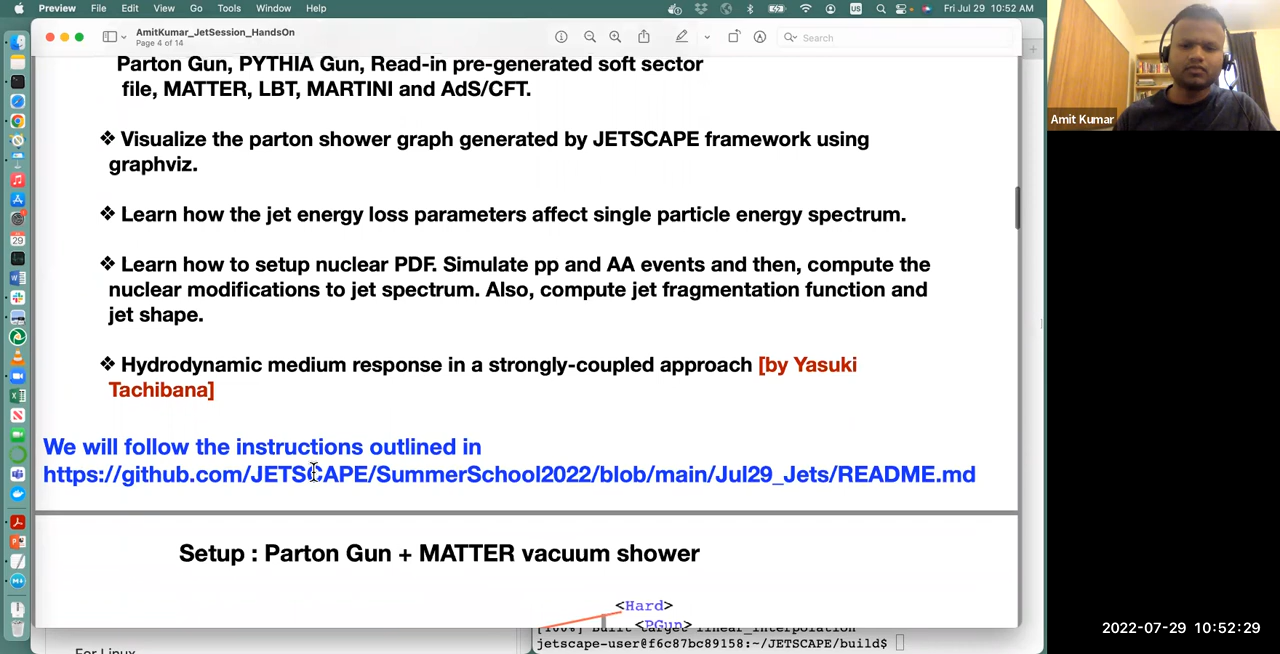 Preview File Edit View Go Tools Window Help
Fri Jul 29 10:52 AM
AmitKumar_JetSession_HandsOn
Page 4 of 14
Search
Parton Gun, PYTHIA Gun, Read-in pre-generated soft sector
file, MATTER, LBT, MARTINI and AdS/CFT.
❖ Visualize the parton shower graph generated by JETSCAPE framework using
graphviz.
❖ Learn how the jet energy loss parameters affect single particle energy spectrum.
❖ Learn how to setup nuclear PDF. Simulate pp and AA events and then, compute the
nuclear modifications to jet spectrum. Also, compute jet fragmentation function and
jet shape.
❖ Hydrodynamic medium response in a strongly-coupled approach [by Yasuki
Tachibana]
We will follow the instructions outlined in
https://github.com/JETSCAPE/SummerSchool2022/blob/main/Jul29_Jets/README.md
Setup : Parton Gun + MATTER vacuum shower
<Hard>
<PGun>
[100%] Built target linear_interpolation
jetscape-user@f6c87bc89158:~/JETSCAPE/build$
For Linux
Amit Kumar
2022-07-29 10:52:29